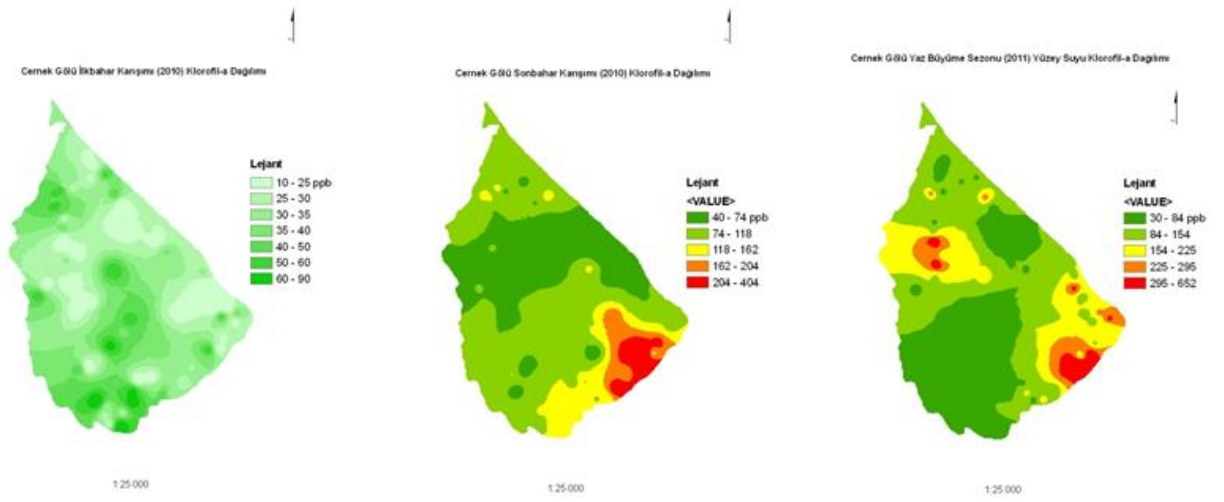 Cernek Gölü İlkbahar Karışımı (2010) Klorofil-a Dağılımı
Lejant
10 - 25 ppb
25 - 30
30 - 35
35 - 40
40 - 50
50 - 60
60 - 90
1:25 000
Cernek Gölü Sonbahar Karışımı (2010) Klorofil-a Dağılımı
Lejant
<VALUE>
40 - 74 ppb
74 - 118
118 - 162
162 - 204
204 - 404
1:25 000
Cernek Gölü Yaz Büyüme Sezonu (2011) Yüzey Suyu Klorofil-a Dağılımı
Lejant
<VALUE>
30 - 84 ppb
84 - 154
154 - 225
225 - 295
295 - 652
1:25 000